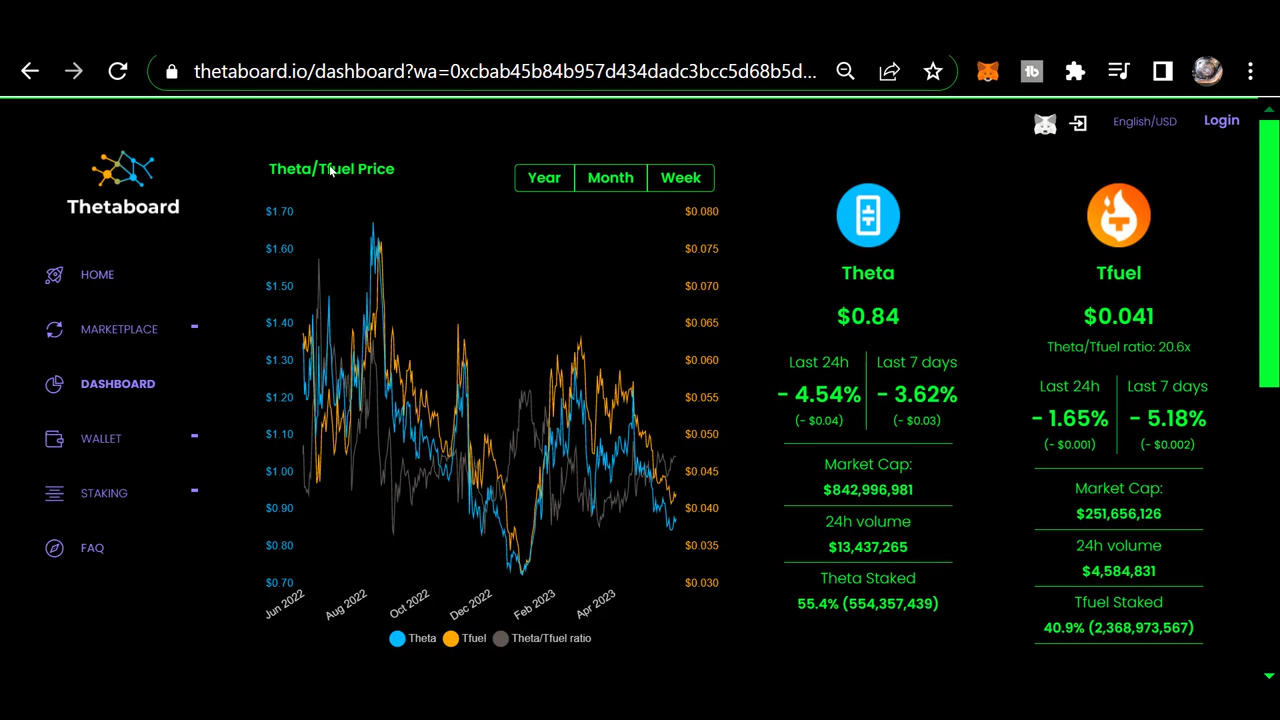 thetaboard.io/dashboard?wa=0xcbab45b84b957d434dadc3bcc5d68b5d...
tb
English/USD
Login
Thetaboard
HOME
MARKETPLACE
DASHBOARD
WALLET
STAKING
FAQ
Theta/Tfuel Price
Year Month Week
$1.70 $0.080
$1.60 $0.075
$1.50 $0.070
$1.40 $0.065
$1.30 $0.060
$1.20 $0.055
$1.10 $0.050
$1.00 $0.045
$0.90 $0.040
$0.80 $0.035
$0.70 $0.030
Jun 2022 Aug 2022 Oct 2022 Dec 2022 Feb 2023 Apr 2023
Theta Tfuel Theta/Tfuel ratio
Theta
$0.84
Last 24h Last 7 days
- 4.54% - 3.62%
(- $0.04) (- $0.03)
Market Cap:
$842,996,981
24h volume
$13,437,265
Theta Staked
55.4% (554,357,439)
Tfuel
$0.041
Theta/Tfuel ratio: 20.6x
Last 24h Last 7 days
- 1.65% - 5.18%
(- $0.001) (- $0.002)
Market Cap:
$251,656,126
24h volume
$4,584,831
Tfuel Staked
40.9% (2,368,973,567)